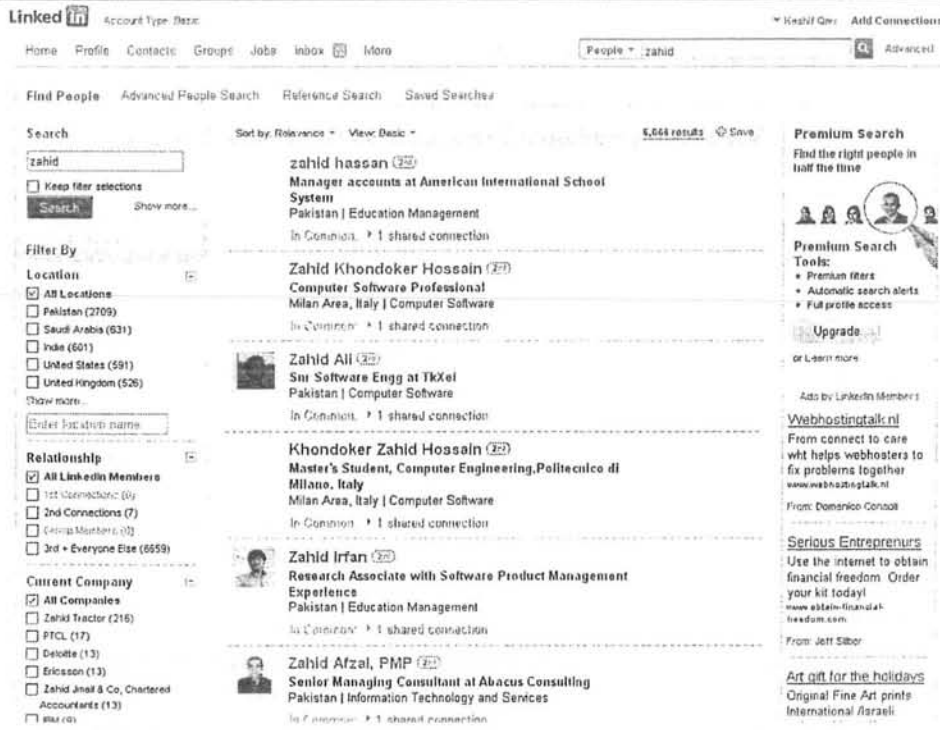 Linked in Account Type: Basic
Add Connections
Home Profile Contacts Groups Jobs Inbox More
People zahid Advanced
Find People Advanced People Search Reference Search Saved Searches
Search
zahid
Keep filter selections
Search Show more...
Filter By
Location
All Locations
Pakistan (2709)
Saudi Arabia (631)
India (601)
United States (591)
United Kingdom (526)
Show more...
Enter location name
Relationship
All LinkedIn Members
1st Connections (0)
2nd Connections (7)
Group Members (0)
3rd + Everyone Else (6659)
Current Company
All Companies
Zahid Tractor (216)
PTCL (17)
Deloitte (13)
Ericsson (13)
Zahid Jmail & Co, Chartered
Accountants (13)
Sort by: Relevance View: Basic results Save
zahid hassan 2nd
Manager accounts at American International School
System
Pakistan | Education Management
In Common: 1 shared connection
Zahid Khondoker Hossain 2nd
Computer Software Professional
Milan Area, Italy | Computer Software
In Common: 1 shared connection
Zahid Ali 2nd
Snr Software Engg at TkXel
Pakistan | Computer Software
In Common: 1 shared connection
Khondoker Zahid Hossain 2nd
Master's Student, Computer Engineering,Politecnico di
Milano, Italy
Milan Area, Italy | Computer Software
In Common: 1 shared connection
Zahid Irfan 2nd
Research Associate with Software Product Management
Experience
Pakistan | Education Management
In Common: 1 shared connection
Zahid Afzal, PMP 2nd
Senior Managing Consultant at Abacus Consulting
Pakistan | Information Technology and Services
In Common: 1 shared connection
Premium Search
Find the right people in
half the time
Premium Search
Tools:
Premium filters
Automatic search alerts
Full profile access
Upgrade
or Learn more
Ads by LinkedIn Members
Webhostingtalk.nl
From connect to care
wht helps webhosters to
fix problems together
www.webhostingtalk.nl
From: Domenico Consoli
Serious Entreprenurs
Use the internet to obtain
financial freedom. Order
your kit today!
www.obtain-financial-
freedom.com
From: Jeff Silber
Art gift for the holidays
Original Fine Art prints
International /Israeli